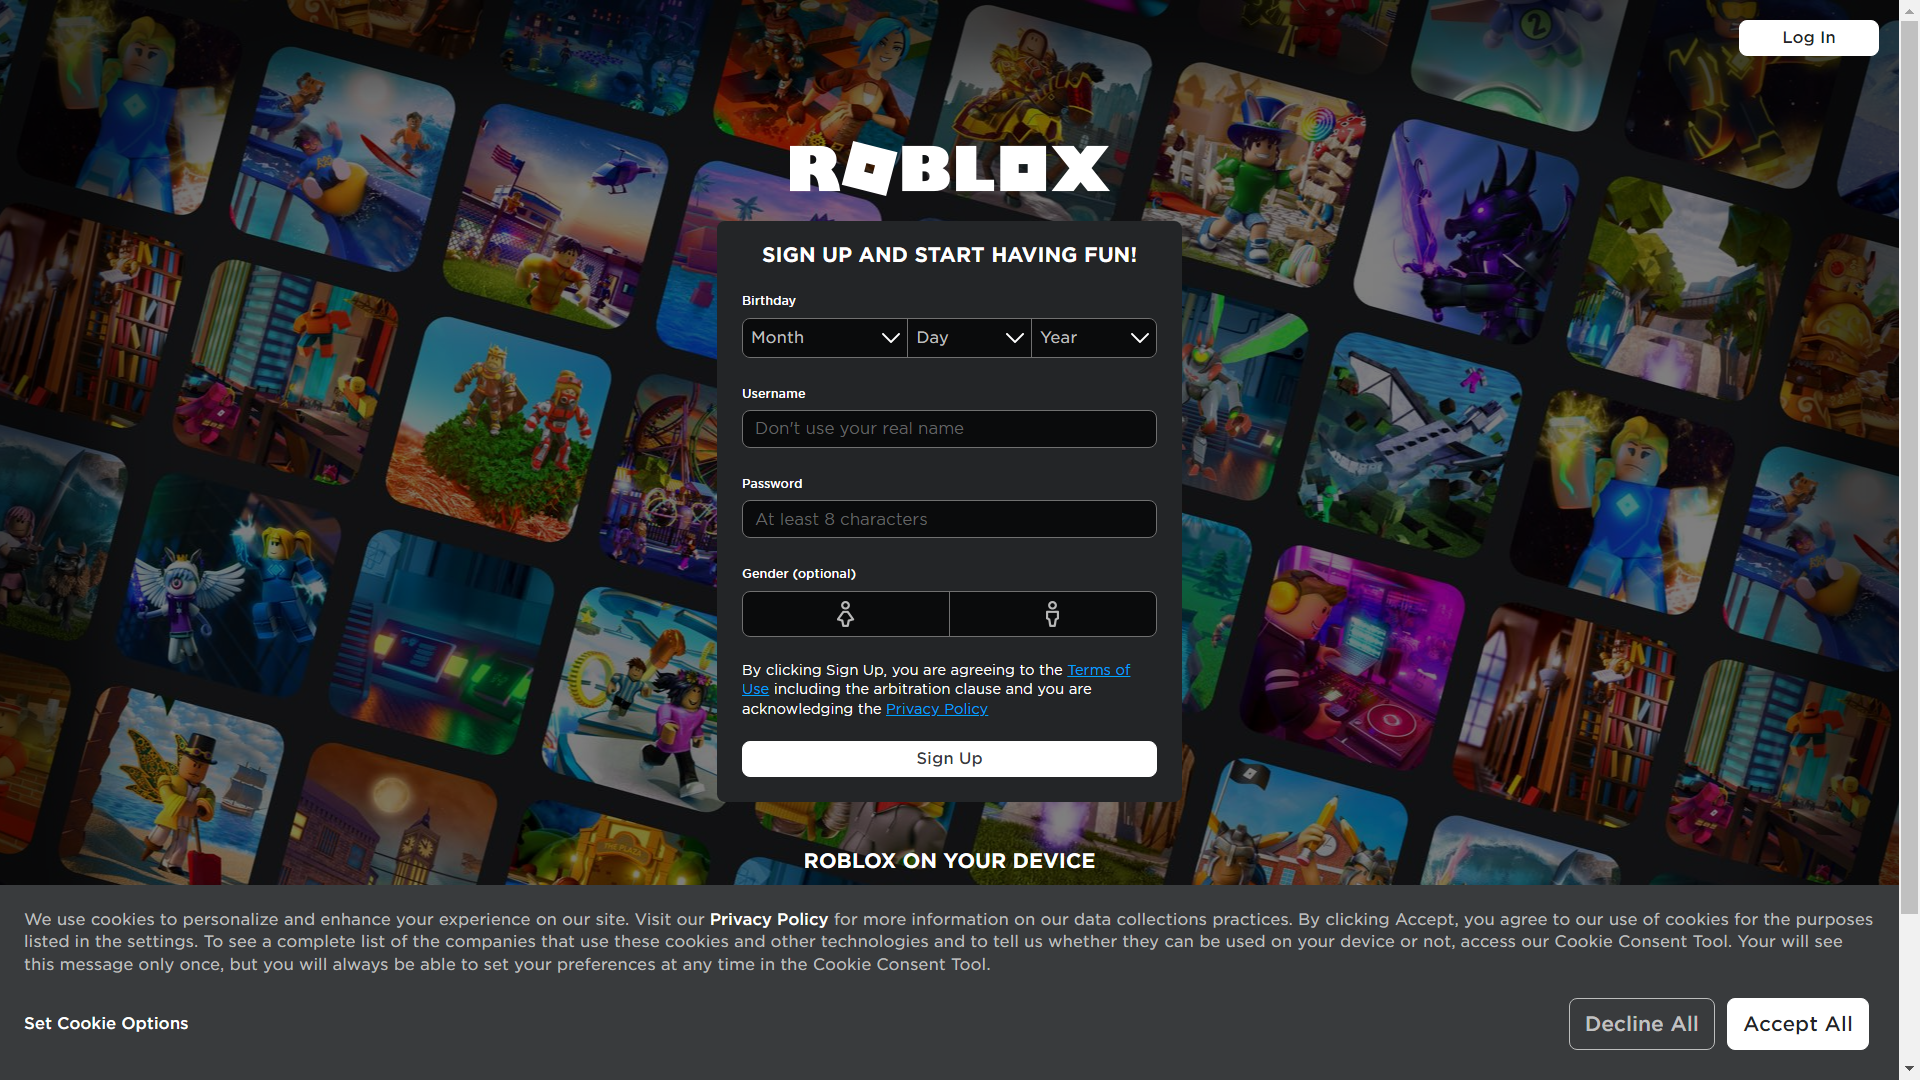 Log In
ROBLOX
SIGN UP AND START HAVING FUN!
Birthday
Month Day Year
Username
Don't use your real name
Password
At least 8 characters
Gender (optional)
By clicking Sign Up, you are agreeing to the Terms of
Use including the arbitration clause and you are
acknowledging the Privacy Policy
Sign Up
THE PLAZA
ROBLOX ON YOUR DEVICE
We use cookies to personalize and enhance your experience on our site. Visit our Privacy Policy for more information on our data collections practices. By clicking Accept, you agree to our use of cookies for the purposes
listed in the settings. To see a complete list of the companies that use these cookies and other technologies and to tell us whether they can be used on your device or not, access our Cookie Consent Tool. Your will see
this message only once, but you will always be able to set your preferences at any time in the Cookie Consent Tool.
Set Cookie Options
Decline All
Accept All